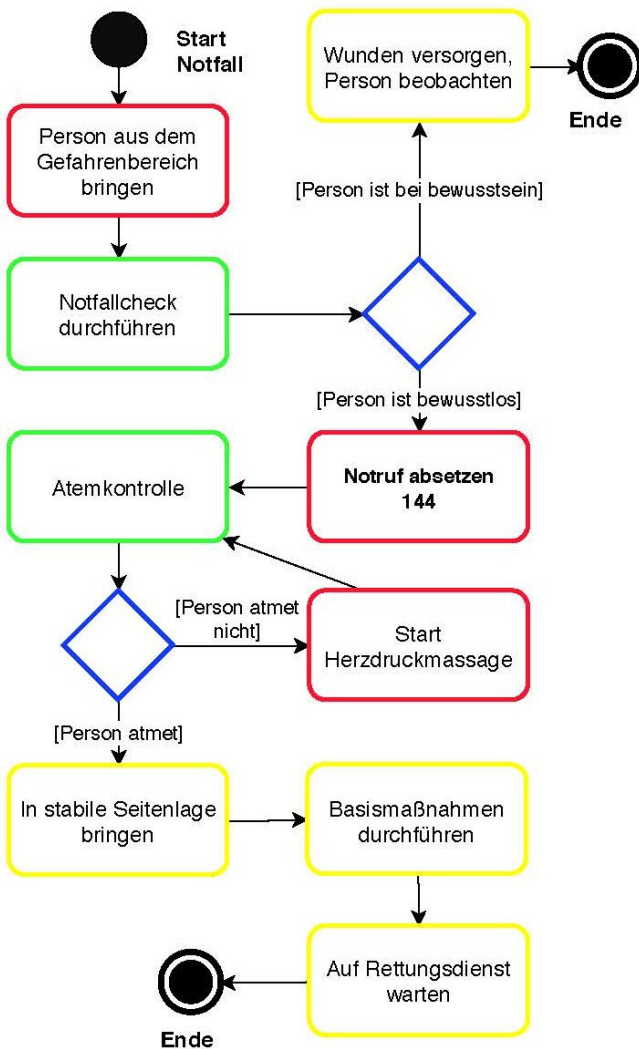 Start
Notfall
Person aus dem
Gefahrenbereich
bringen
Notfallcheck
durchführen
Wunden versorgen,
Person beobachten
Ende
[Person ist bei bewusstsein]
[Person ist bewusstlos]
Notruf absetzen
144
Atemkontrolle
[Person atmet
nicht]
Start
Herzdruckmassage
[Person atmet]
In stabile Seitenlage
bringen
Basismaßnahmen
durchführen
Auf Rettungsdienst
warten
Ende